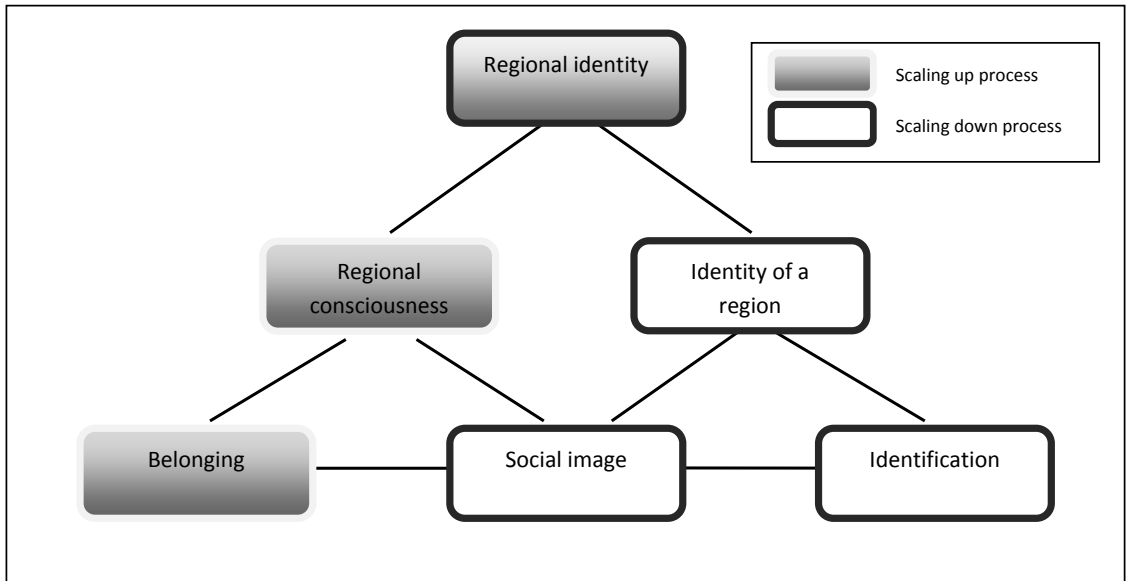 Regional identity
Scaling up process
Scaling down process
Regional
consciousness
Identity of a
region
Belonging
Social image
Identification